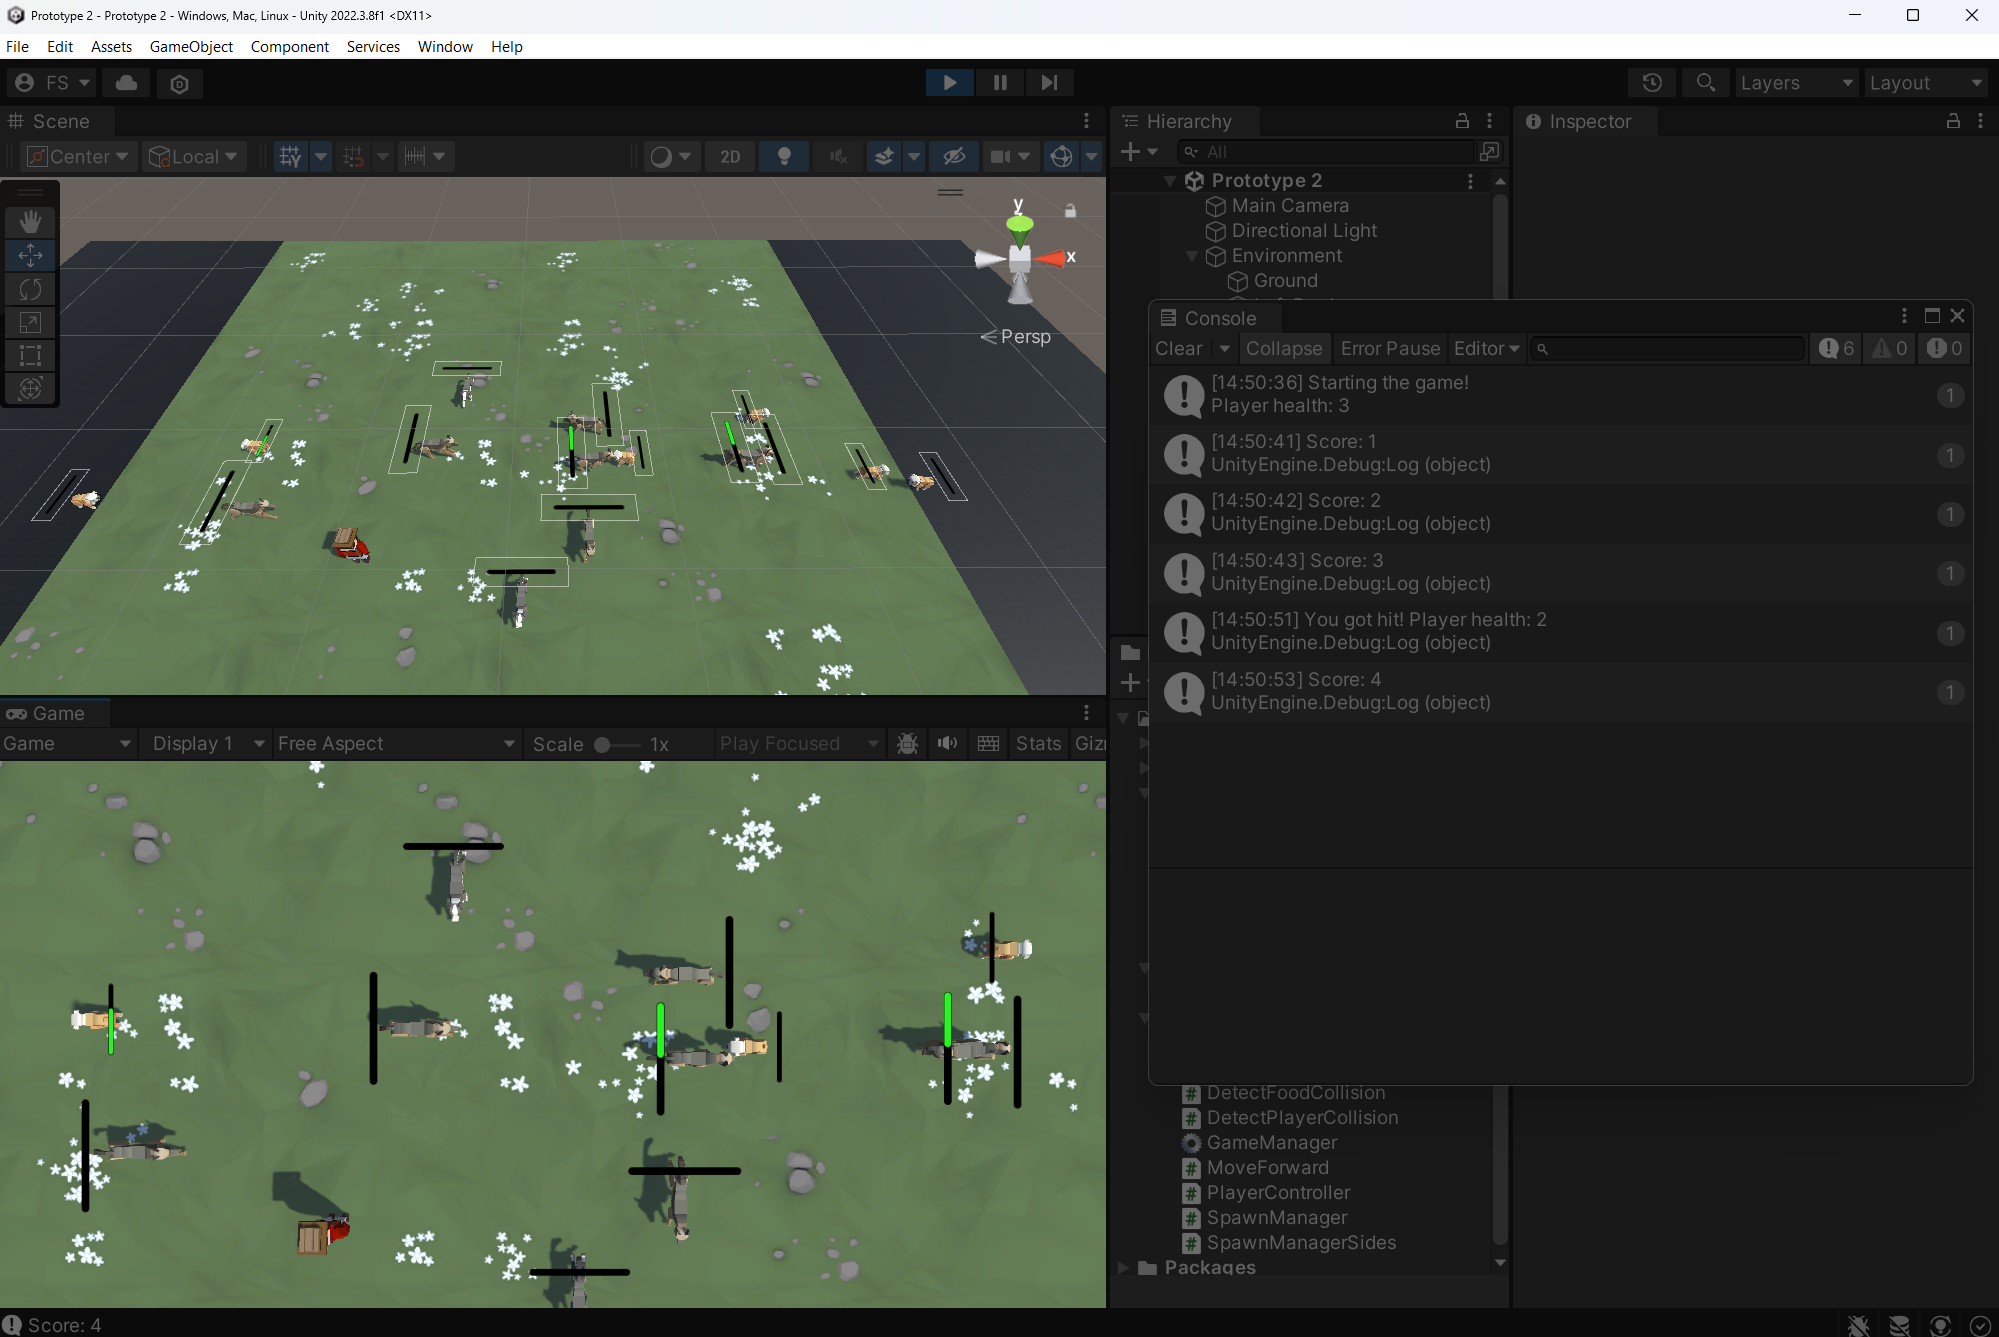 Prototype 2 - Prototype 2 - Windows, Mac, Linux - Unity 2022.3.8f1 <DX11>
File Edit Assets GameObject Component Services Window Help
FS
Layers
Layout
Scene
Center
Local
2D
y
x
Persp
Hierarchy
All
Prototype 2
Main Camera
Directional Light
Environment
Ground
Inspector
Console
Clear
Collapse
Error Pause
Editor
6
0
0
[14:50:36] Starting the game!
Player health: 3
1
[14:50:41] Score: 1
UnityEngine.Debug:Log (object)
1
[14:50:42] Score: 2
UnityEngine.Debug:Log (object)
1
[14:50:43] Score: 3
UnityEngine.Debug:Log (object)
1
[14:50:51] You got hit! Player health: 2
UnityEngine.Debug:Log (object)
1
[14:50:53] Score: 4
UnityEngine.Debug:Log (object)
1
Game
Game
Display 1
Free Aspect
Scale
1x
Play Focused
Stats
Giz
DetectFoodCollision
DetectPlayerCollision
GameManager
MoveForward
PlayerController
SpawnManager
SpawnManagerSides
Packages
Score: 4